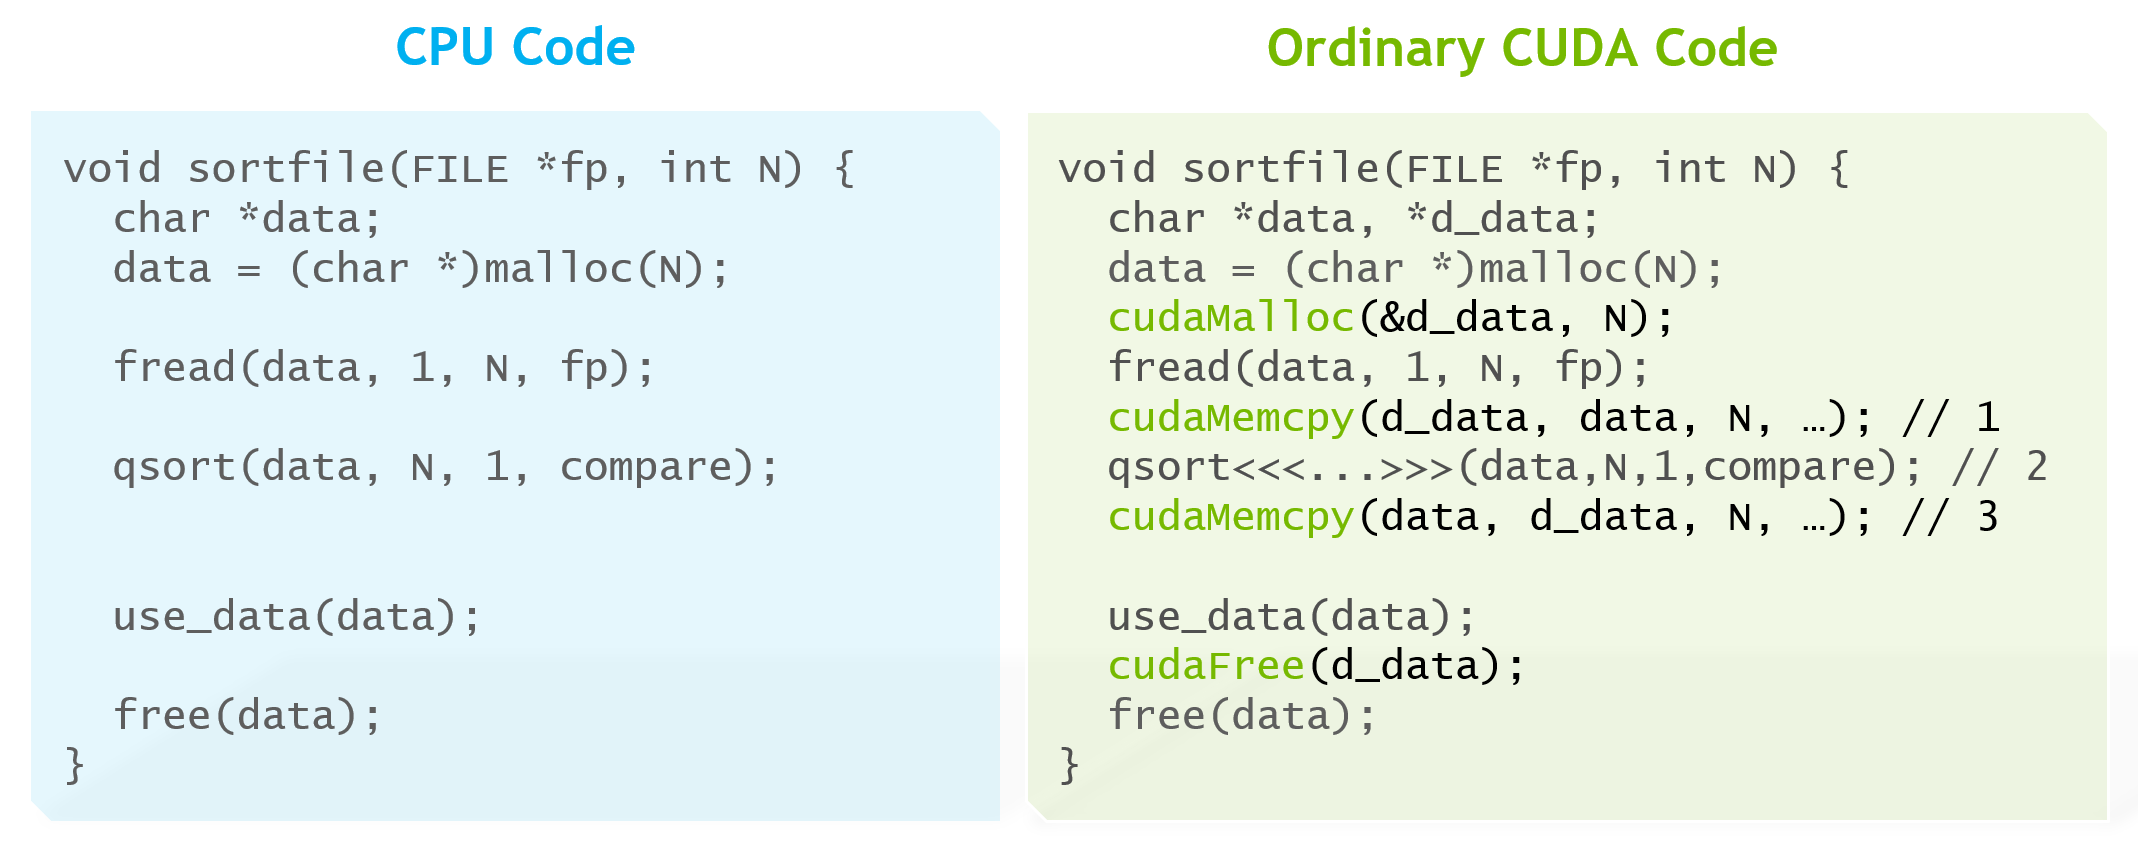 CPU Code
void sortfile(FILE *fp, int N) {
  char *data;
  data = (char *)malloc(N);
  fread(data, 1, N, fp);
  qsort(data, N, 1, compare);
  use_data(data);
  free(data);
}
Ordinary CUDA Code
void sortfile(FILE *fp, int N) {
  char *data, *d_data;
  data = (char *)malloc(N);
  cudaMalloc(&d_data, N);
  fread(data, 1, N, fp);
  cudaMemcpy(d_data, data, N, …); // 1
  qsort<<<...>>>(data,N,1,compare); // 2
  cudaMemcpy(data, d_data, N, …); // 3
  use_data(data);
  cudaFree(d_data);
  free(data);
}